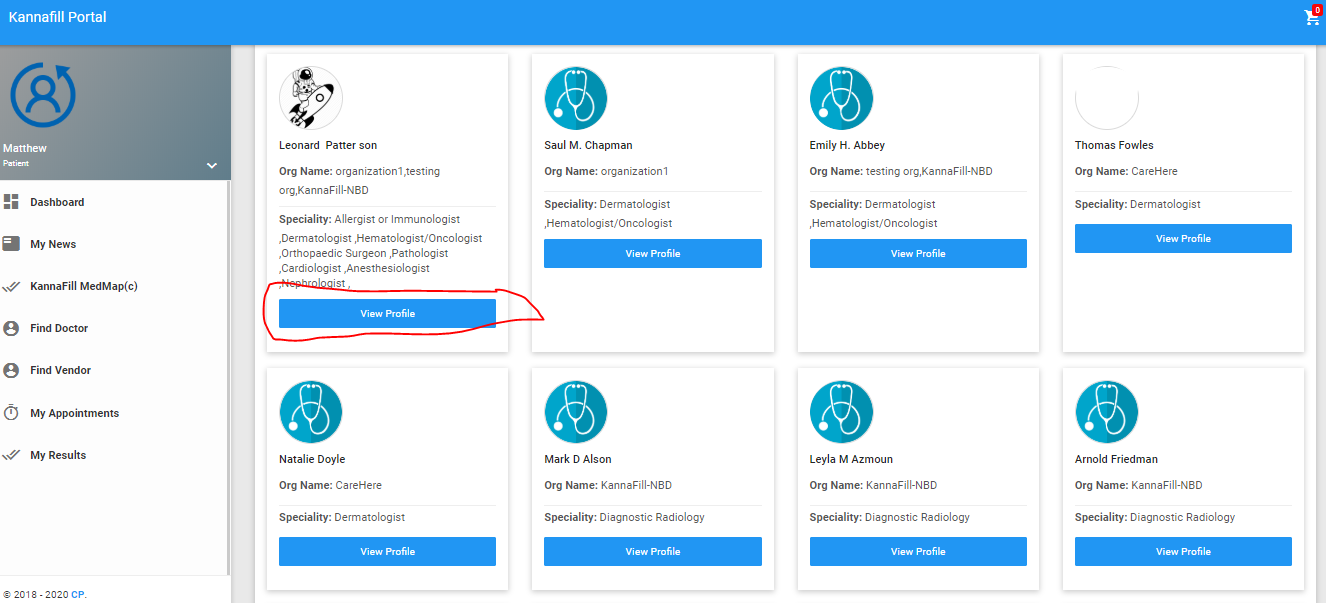 Kannafill Portal
0
Matthew
Patient
Dashboard
My News
KannaFill MedMap(c)
Find Doctor
Find Vendor
My Appointments
My Results
© 2018 - 2020 CP.
Leonard  Patter son
Org Name: organization1,testing
org,KannaFill-NBD
Speciality: Allergist or Immunologist
,Dermatologist ,Hematologist/Oncologist
,Orthopaedic Surgeon ,Pathologist
,Cardiologist ,Anesthesiologist
,Nephrologist ,
View Profile
Saul M. Chapman
Org Name: organization1
Speciality: Dermatologist
,Hematologist/Oncologist
View Profile
Emily H. Abbey
Org Name: testing org,KannaFill-NBD
Speciality: Dermatologist
,Hematologist/Oncologist
View Profile
Thomas Fowles
Org Name: CareHere
Speciality: Dermatologist
View Profile
Natalie Doyle
Org Name: CareHere
Speciality: Dermatologist
View Profile
Mark D Alson
Org Name: KannaFill-NBD
Speciality: Diagnostic Radiology
View Profile
Leyla M Azmoun
Org Name: KannaFill-NBD
Speciality: Diagnostic Radiology
View Profile
Arnold Friedman
Org Name: KannaFill-NBD
Speciality: Diagnostic Radiology
View Profile